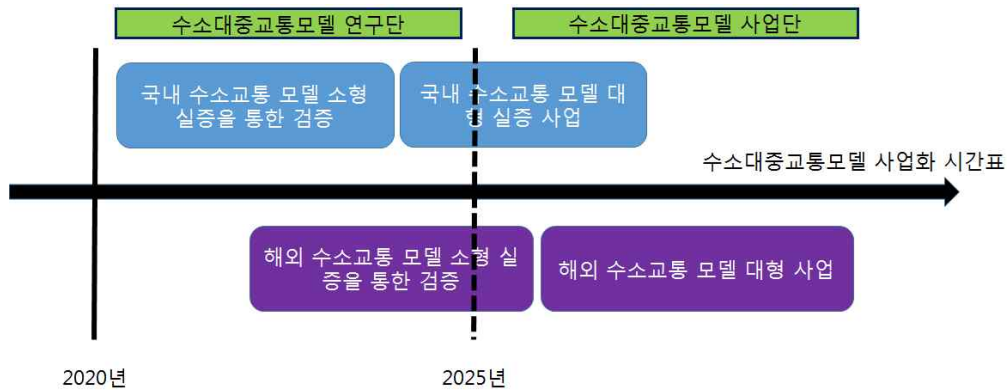 수소대중교통모델 연구단
수소대중교통모델 사업단
국내 수소교통 모델 소형
실증을 통한 검증
국내 수소교통 모델 대
형 실증 사업
수소대중교통모델 사업화 시간표
해외 수소교통 모델 소형 실
증을 통한 검증
해외 수소교통 모델 대형 사업
2020년
2025년